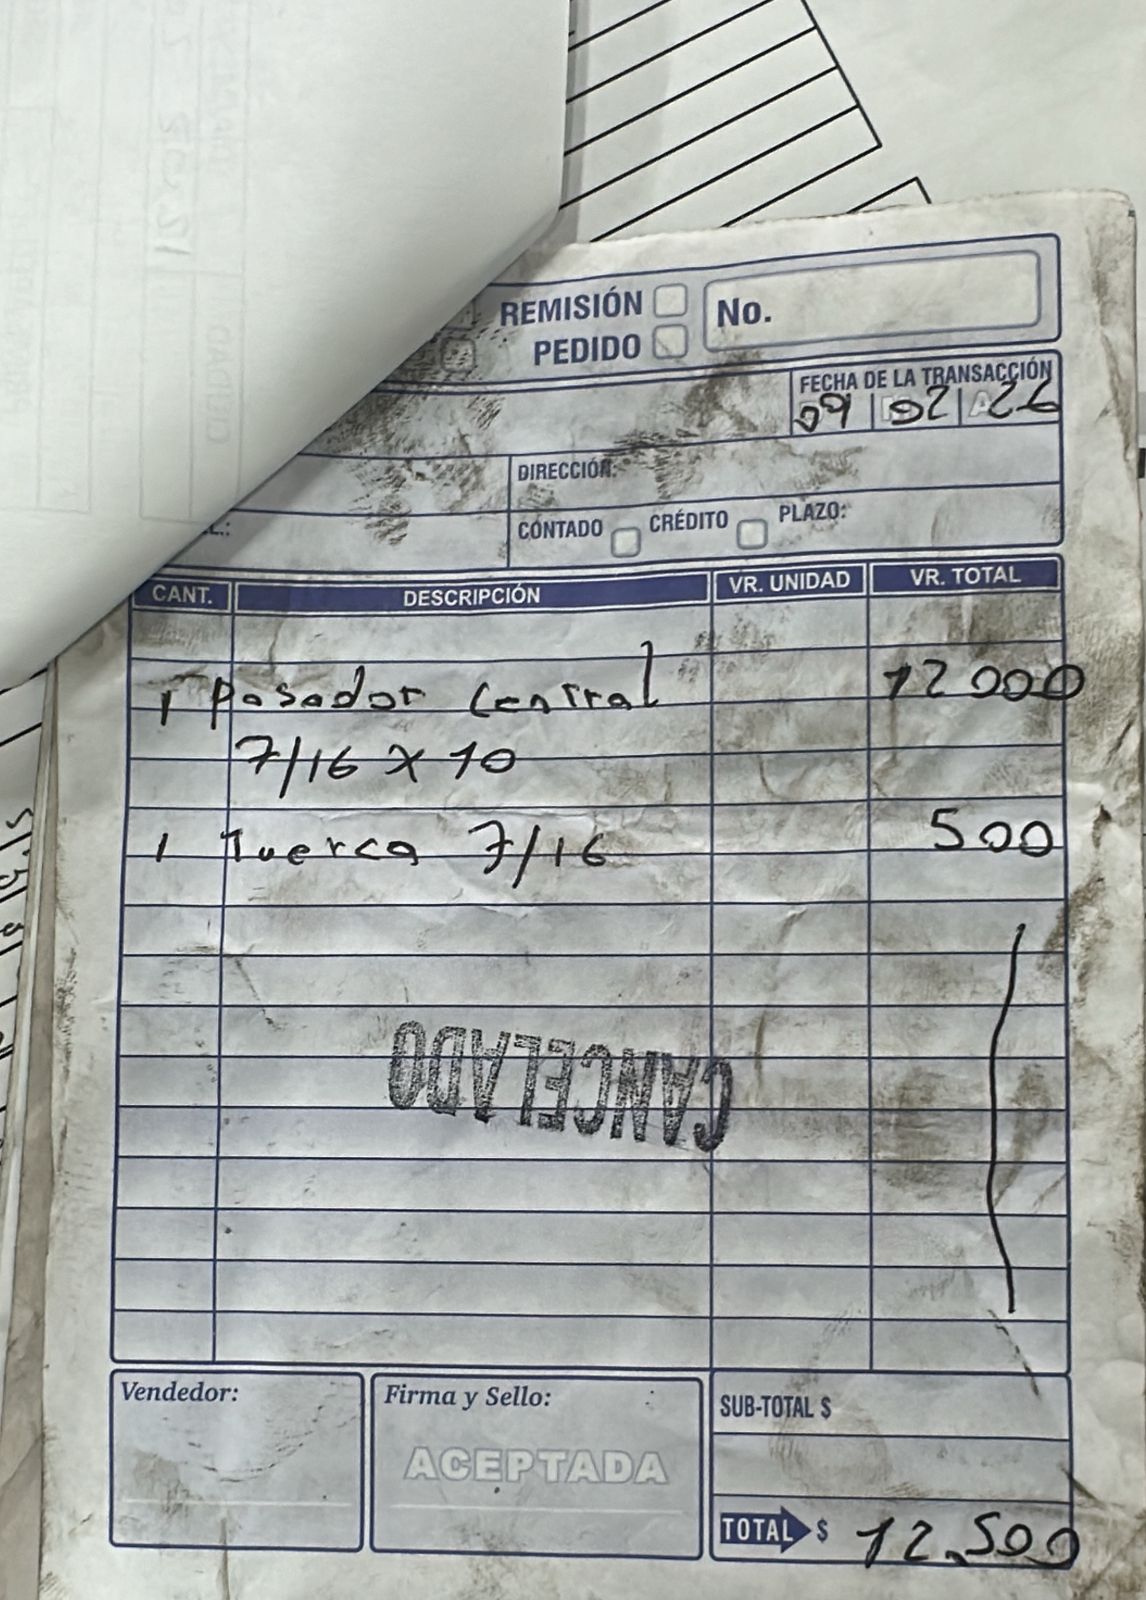 REMISIÓN
PEDIDO
No.
FECHA DE LA TRANSACCIÓN
09 02 A 26
DIRECCIÓN:
CONTADO CRÉDITO PLAZO:
CANT. DESCRIPCIÓN VR. UNIDAD VR. TOTAL
1 pasador Central 12000
7/16 X 10
1 Tuerca 7/16 500
CANCELADO
Vendedor: Firma y Sello: SUB-TOTAL $
ACEPTADA
TOTAL $ 12.500